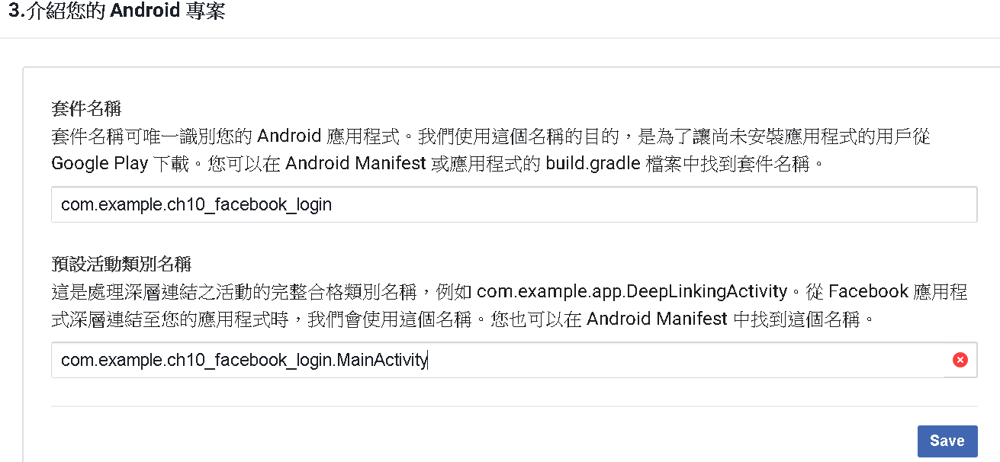 3.介紹您的 Android 專案
套件名稱
套件名稱可唯一識別您的 Android 應用程式。我們使用這個名稱的目的，是為了讓尚未安裝應用程式的用戶從
Google Play 下載。您可以在 Android Manifest 或應用程式的 build.gradle 檔案中找到套件名稱。
com.example.ch10_facebook_login
預設活動類別名稱
這是處理深層連結之活動的完整合格類別名稱，例如 com.example.app.DeepLinkingActivity。從 Facebook 應用程
式深層連結至您的應用程式時，我們會使用這個名稱。您也可以在 Android Manifest 中找到這個名稱。
com.example.ch10_facebook_login.MainActivity
Save